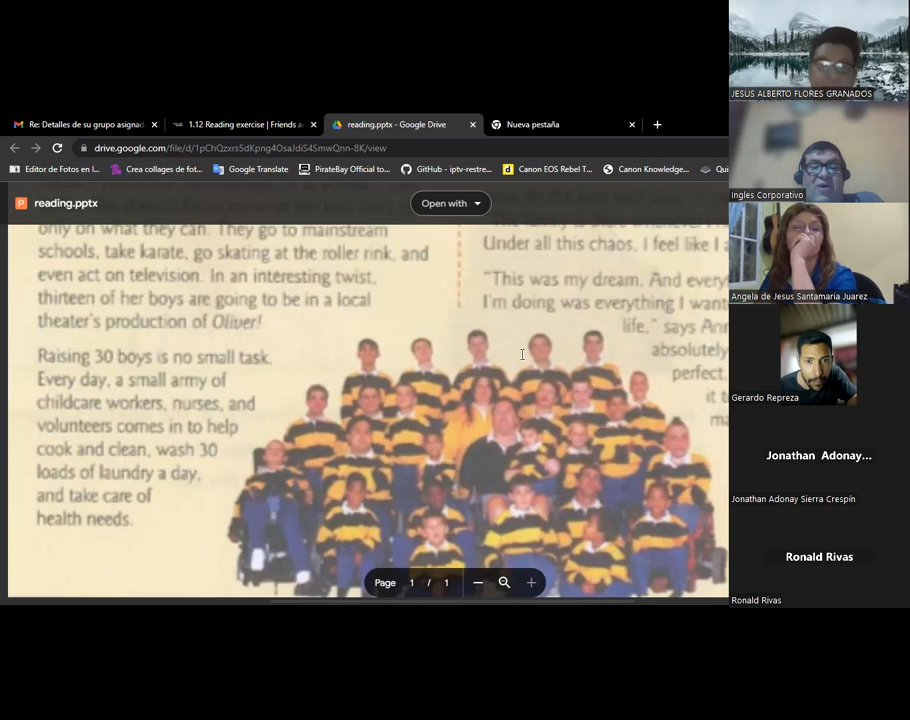 JESUS ALBERTO FLORES GRANADOS
Re: Detalles de su grupo asignad
1.12 Reading exercise | Friends a
reading.pptx - Google Drive
Nueva pestaña
drive.google.com/file/d/1pChQzxrs5dKpng4OsaJdiS4SmwQnn-8K/view
Editor de Fotos en l...
Crea collages de fot...
Google Translate
PirateBay Oficial to...
GitHub - iptv-restre...
Canon EOS Rebel T...
Canon Knowledge...
Qui
Ingles Corporativo
reading.pptx
Open with
only on what they can. They go to mainstream
schools, take karate, go skating at the roller rink, and
even act on television. In an interesting twist,
thirteen of her boys are going to be in a local
theater's production of Oliver!
Raising 30 boys is no small task.
Every day, a small army of
childcare workers, nurses, and
volunteers comes in to help
cook and clean, wash 30
loads of laundry a day,
and take care of
health needs.
Under all this chaos, I feel like I
"This was my dream. And every
I'm doing was everything I want
life," says Ann
absolutely
perfect.
it t
ma
Page 1 / 1
Angela de Jesus Santamaria Juarez
Gerardo Repreza
Jonathan Adonay...
Jonathan Adonay Sierra Crespín
Ronald Rivas
Ronald Rivas